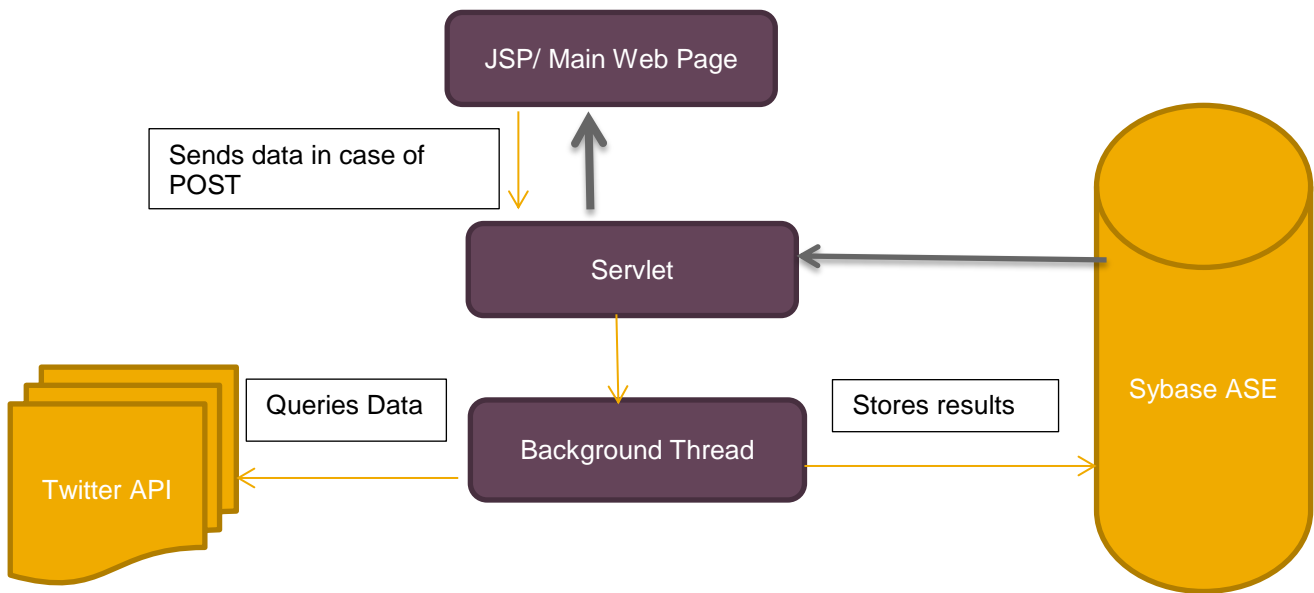 JSP/ Main Web Page
Sends data in case of
POST
Servlet
Queries Data
Stores results
Sybase ASE
Background Thread
Twitter API